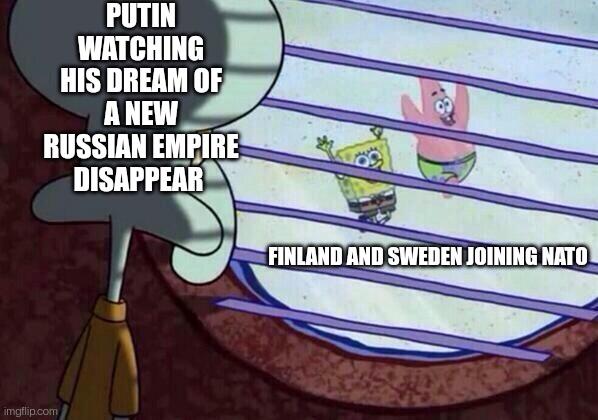 PUTIN
WATCHING
HIS DREAM OF
A NEW
RUSSIAN EMPIRE
DISAPPEAR
FINLAND AND SWEDEN JOINING NATO
imgflip.com